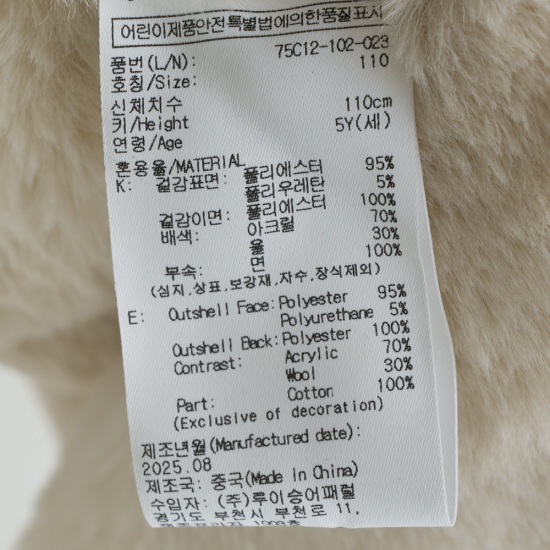 어린이제품안전특별법에의한품질표시
품번(L/N): 75C12-102-023
호칭/Size: 110
신체치수
키/Height 110cm
연령/Age 5Y(세)
혼용율/MATERIAL
K: 겉감표면: 폴리에스터 95%
폴리우레탄 5%
겉감이면: 폴리에스터 100%
배색: 아크릴 70%
울 30%
부속: 면 100%
(심지,상표,보강재,자수,장식제외)
E: Outshell Face: Polyester 95%
Polyurethane 5%
Outshell Back: Polyester 100%
Contrast: Acrylic 70%
Wool 30%
Part: Cotton 100%
(Exclusive of decoration)
제조년월(Manufactured date):
2025.08
제조국: 중국(Made in China)
수입자: (주)루이숑어패럴
경기도 부천시 부천로 11,